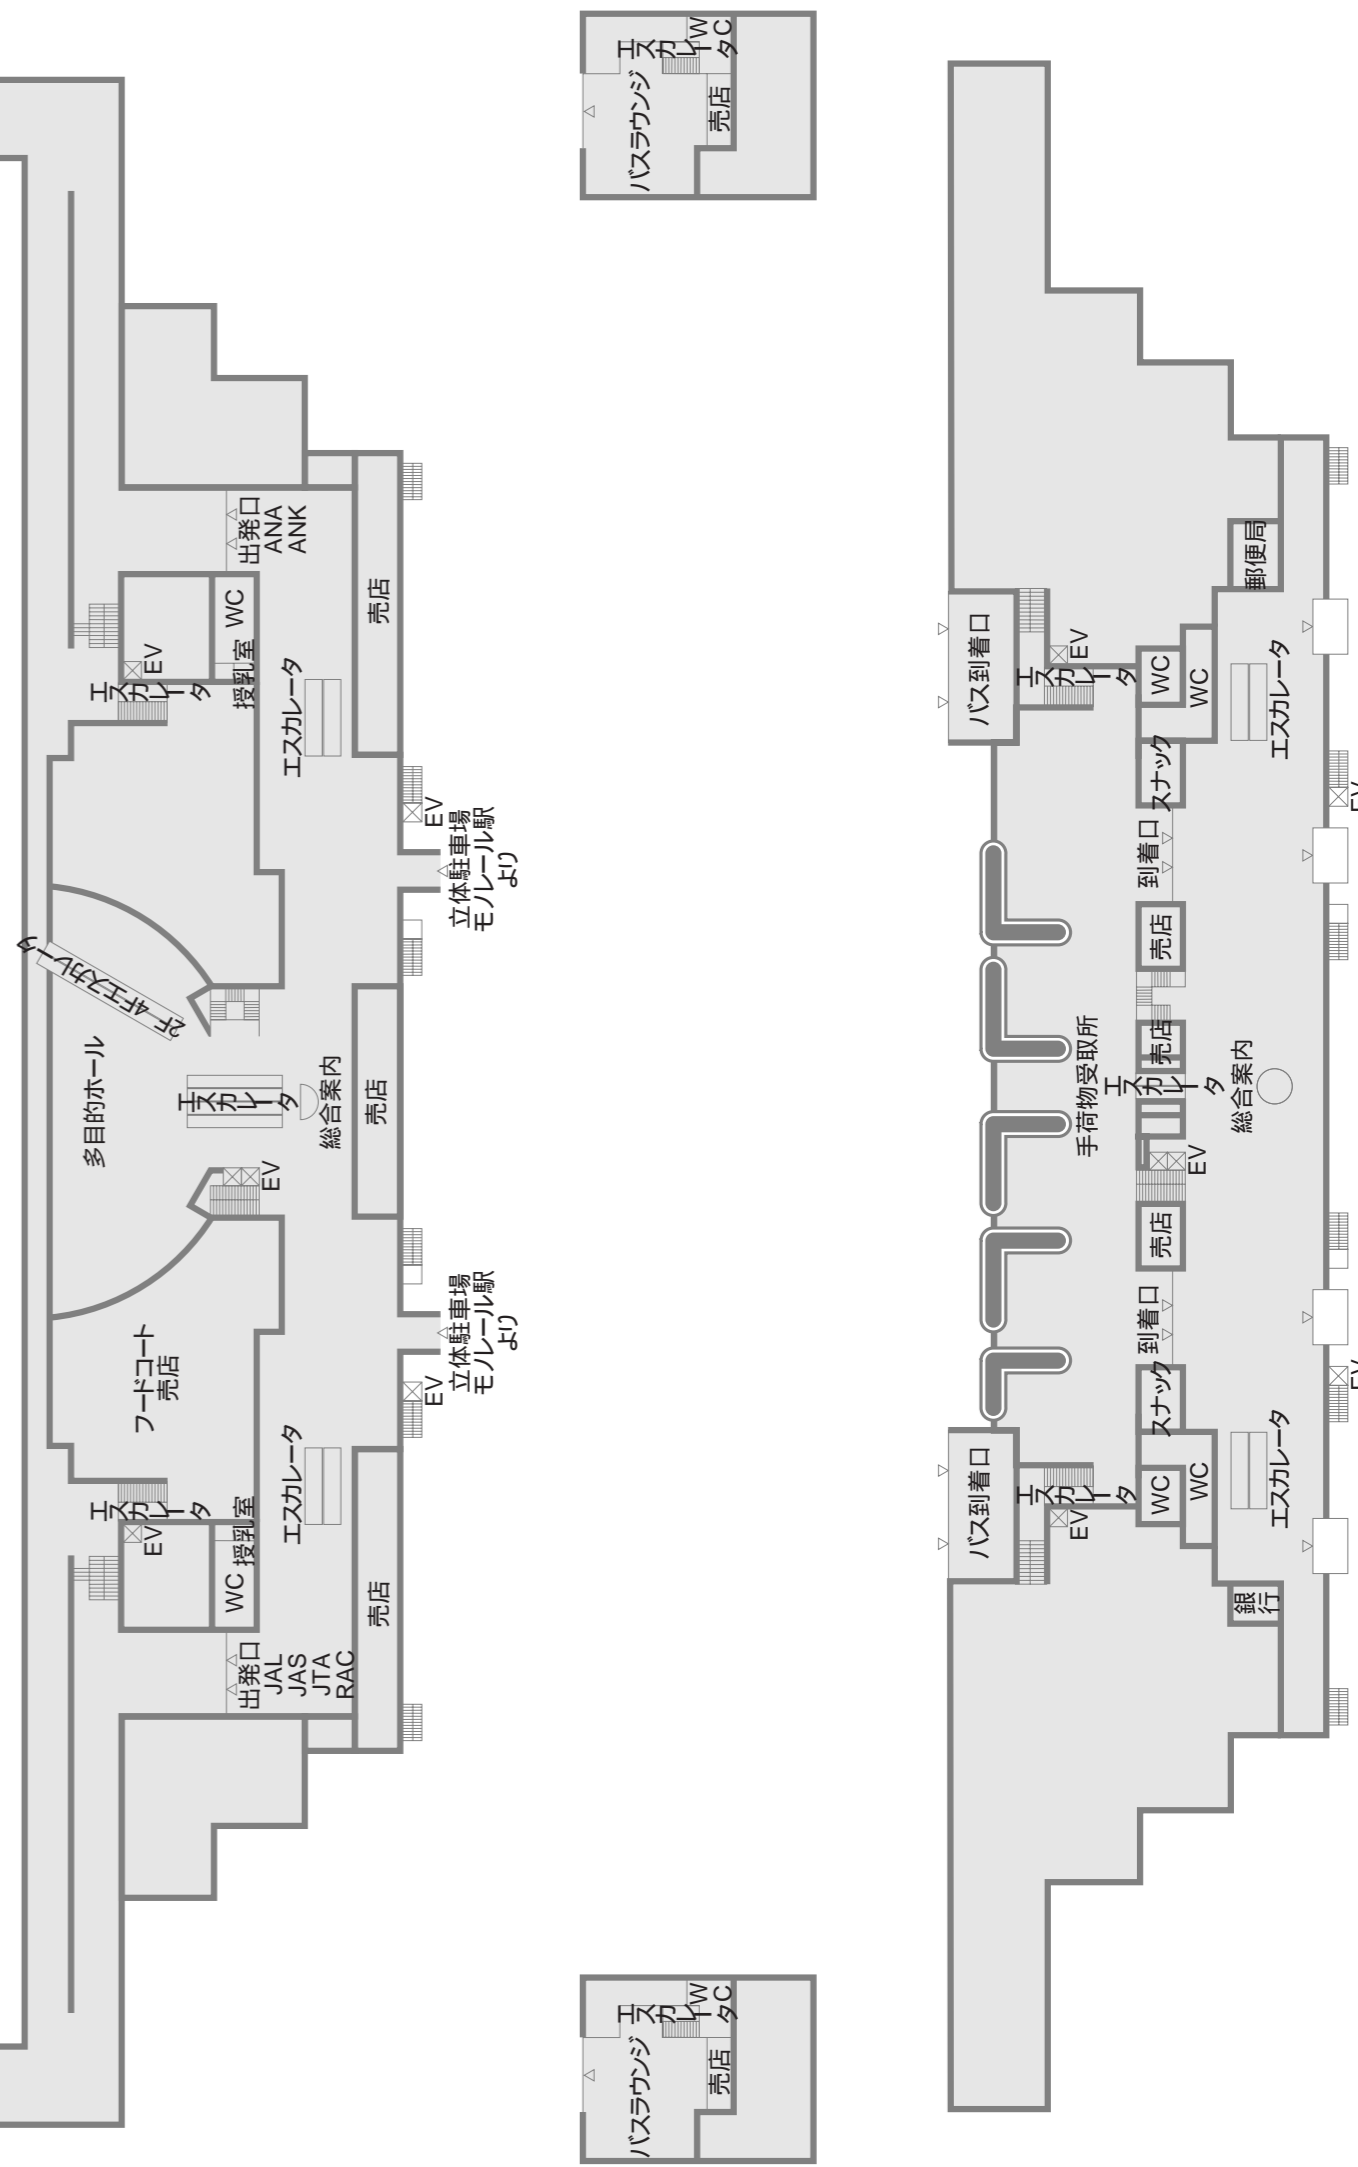 出発口
ANA
ANK
WC
授乳室
EV
エスカレータ
エスカレータ
売店
EV
立体駐車場
モノレール駅
より
2F 4Fエスカレータ
多目的ホール
エスカレータ
総合案内
売店
EV
フードコート
売店
EV
立体駐車場
モノレール駅
より
エスカレータ
エスカレータ
EV
授乳室
WC
売店
出発口
JAL
JAS
JTA
RAC
WC
エスカレータ
バスラウンジ
売店
WC
エスカレータ
バスラウンジ
売店
郵便局
バス到着口
EV
エスカレータ
WC
WC
エスカレータ
スナック
EV
到着口
売店
売店
手荷物受取所
エスカレータ
総合案内
EV
売店
到着口
スナック
EV
エスカレータ
バス到着口
エスカレータ
EV
WC
WC
銀行